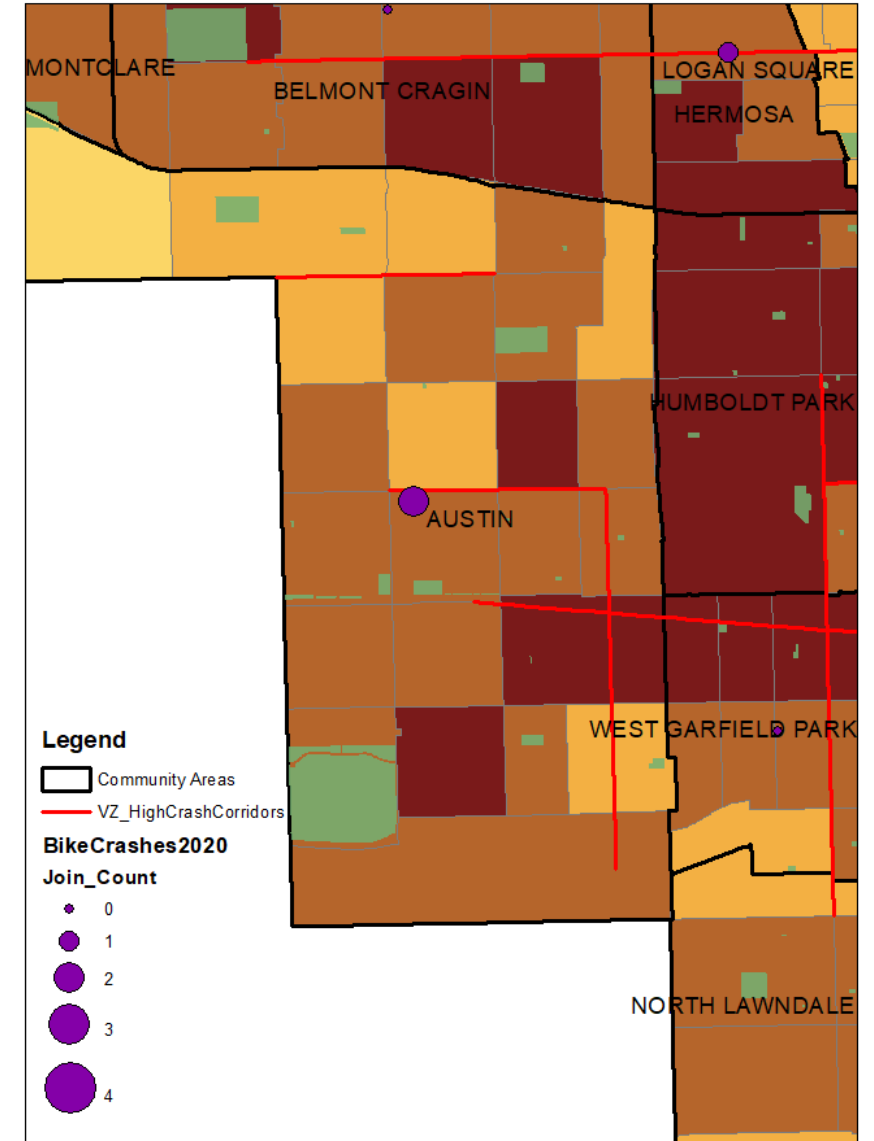 MONTCLARE
LOGAN SQUARE
BELMONT CRAGIN
HERMOSA
HUMBOLDT PARK
AUSTIN
WEST GARFIELD PARK
Legend
Community Areas
VZ_HighCrashCorridors
BikeCrashes2020
Join_Count
0
1
2
3
4
NORTH LAWNDALE